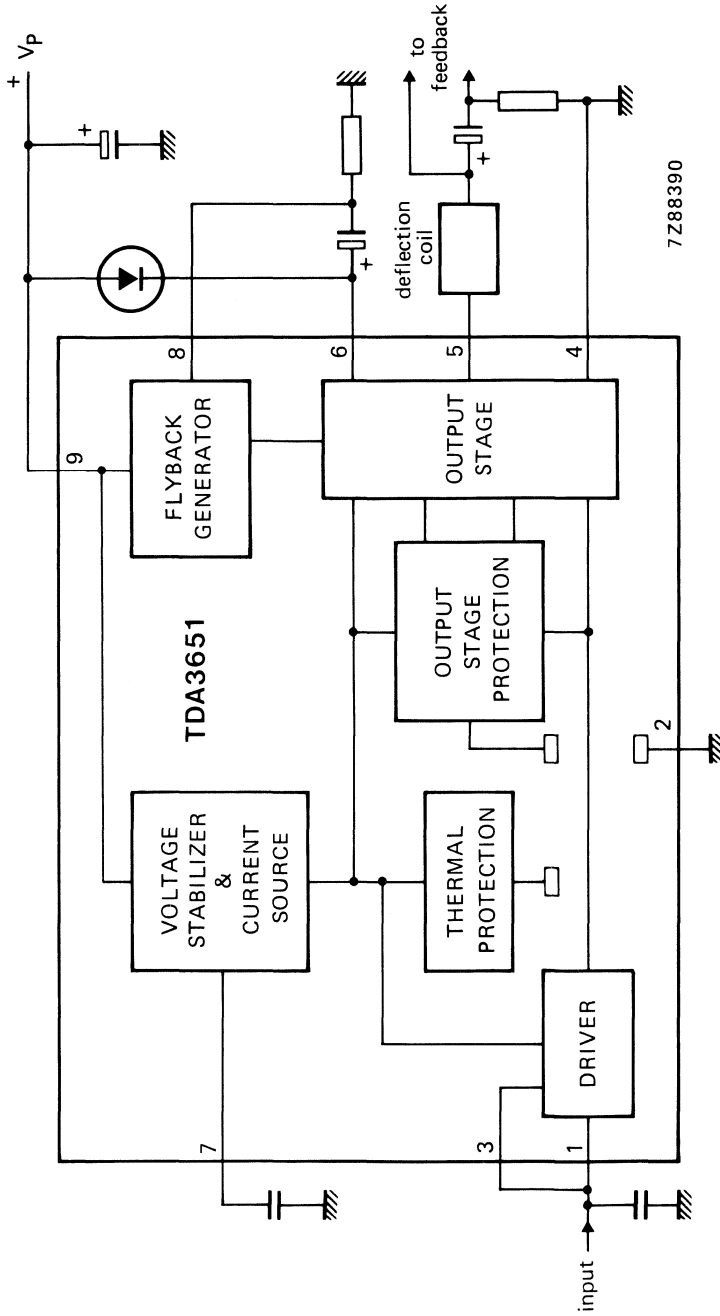 + VP
+
to
feedback
+
+
deflection
coil
7Z88390
8
6
5
4
9
FLYBACK
GENERATOR
OUTPUT
STAGE
TDA3651
OUTPUT
STAGE
PROTECTION
2
VOLTAGE
STABILIZER
&
CURRENT
SOURCE
THERMAL
PROTECTION
DRIVER
7
3
1
input